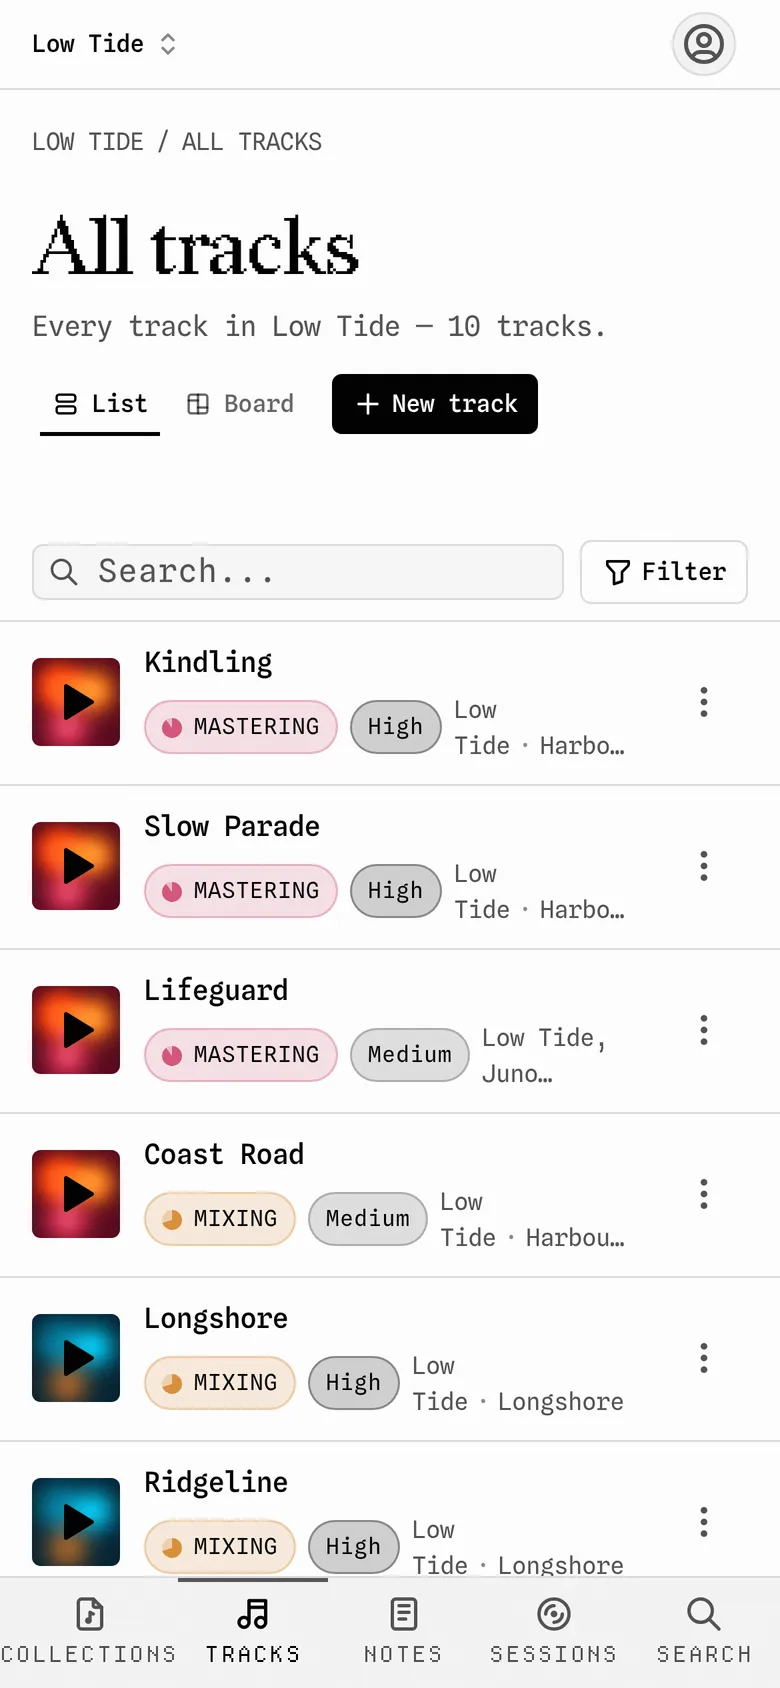 Low Tide
LOW TIDE / ALL TRACKS
All tracks
Every track in Low Tide — 10 tracks.
List Board + New track
Search... Filter
Kindling
MASTERING High Low
Tide · Harbo…
Slow Parade
MASTERING High Low
Tide · Harbo…
Lifeguard
MASTERING Medium Low Tide,
Juno…
Coast Road
MIXING Medium Low
Tide · Harbou…
Longshore
MIXING High Low
Tide · Longshore
Ridgeline
MIXING High Low
Tide · Longshore
COLLECTIONS TRACKS NOTES SESSIONS SEARCH